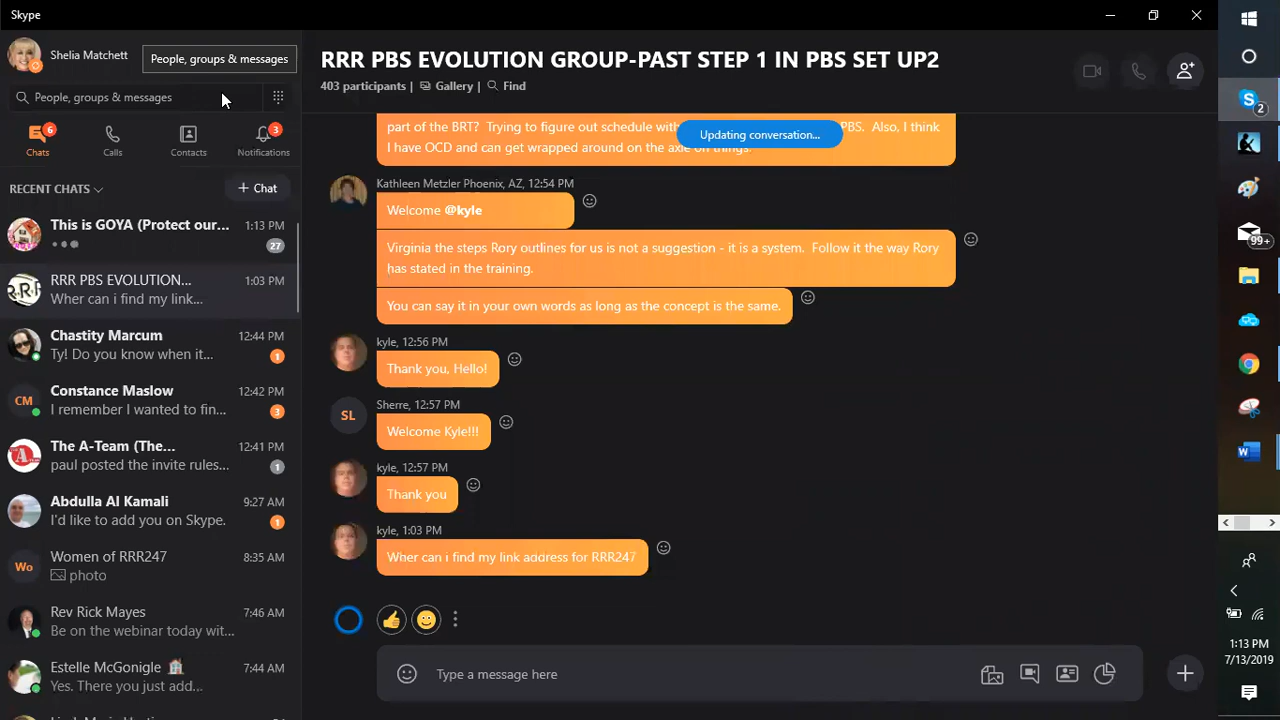 Skype
Shelia Matchett
People, groups & messages
People, groups & messages
6
3
Chats
Calls
Contacts
Notifications
RECENT CHATS
+ Chat
This is GOYA (Protect our...
1:13 PM
27
RRR PBS EVOLUTION...
1:03 PM
Wher can i find my link...
Chastity Marcum
12:44 PM
Ty! Do you know when it...
1
CM
Constance Maslow
12:42 PM
I remember I wanted to fin...
3
The A-Team (The...
12:41 PM
paul posted the invite rules...
1
Abdulla Al Kamali
9:27 AM
I'd like to add you on Skype.
1
Wo
Women of RRR247
8:35 AM
photo
Rev Rick Mayes
7:46 AM
Be on the webinar today wit...
Estelle McGonigle
7:44 AM
Yes. There you just add...
RRR PBS EVOLUTION GROUP-PAST STEP 1 IN PBS SET UP2
403 participants | Gallery | Find
part of the BRT? Trying to figure out schedule with PBS. Also, I think
I have OCD and can get wrapped around on the axle on things.
Updating conversation...
Kathleen Metzler Phoenix, AZ, 12:54 PM
Welcome @kyle
Virginia the steps Rory outlines for us is not a suggestion - it is a system. Follow it the way Rory
has stated in the training.
You can say it in your own words as long as the concept is the same.
kyle, 12:56 PM
Thank you, Hello!
SL
Sherre, 12:57 PM
Welcome Kyle!!!
kyle, 12:57 PM
Thank you
kyle, 1:03 PM
Wher can i find my link address for RRR247
Type a message here
2
99+
1:13 PM
7/13/2019